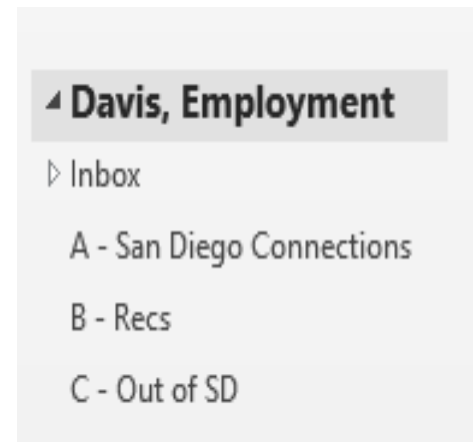 Davis, Employment
Inbox
A - San Diego Connections
B - Recs
C - Out of SD